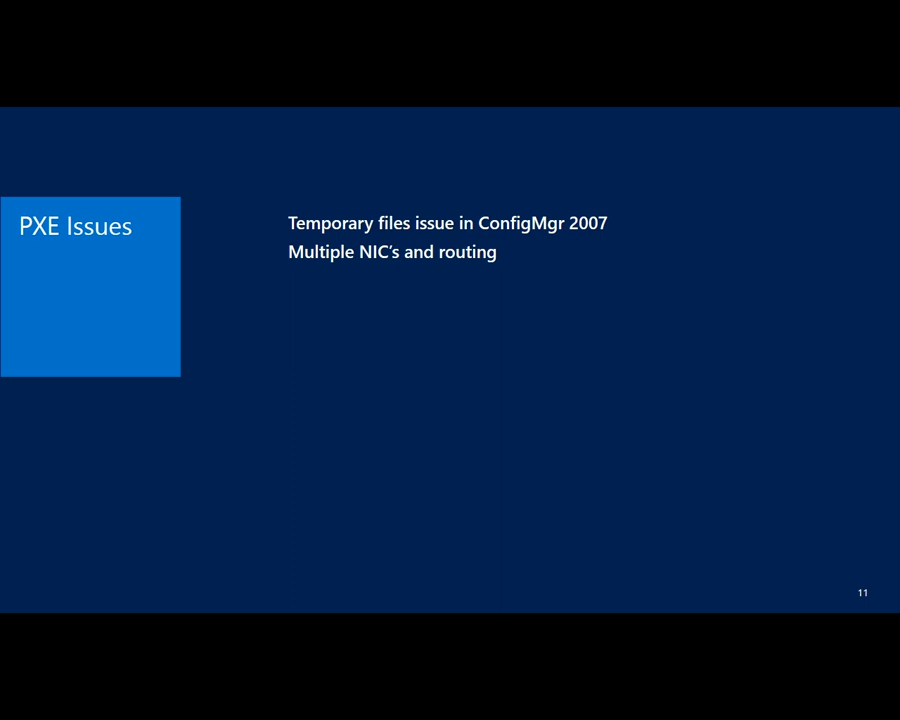 PXE Issues
Temporary files issue in ConfigMgr 2007
Multiple NIC's and routing
11